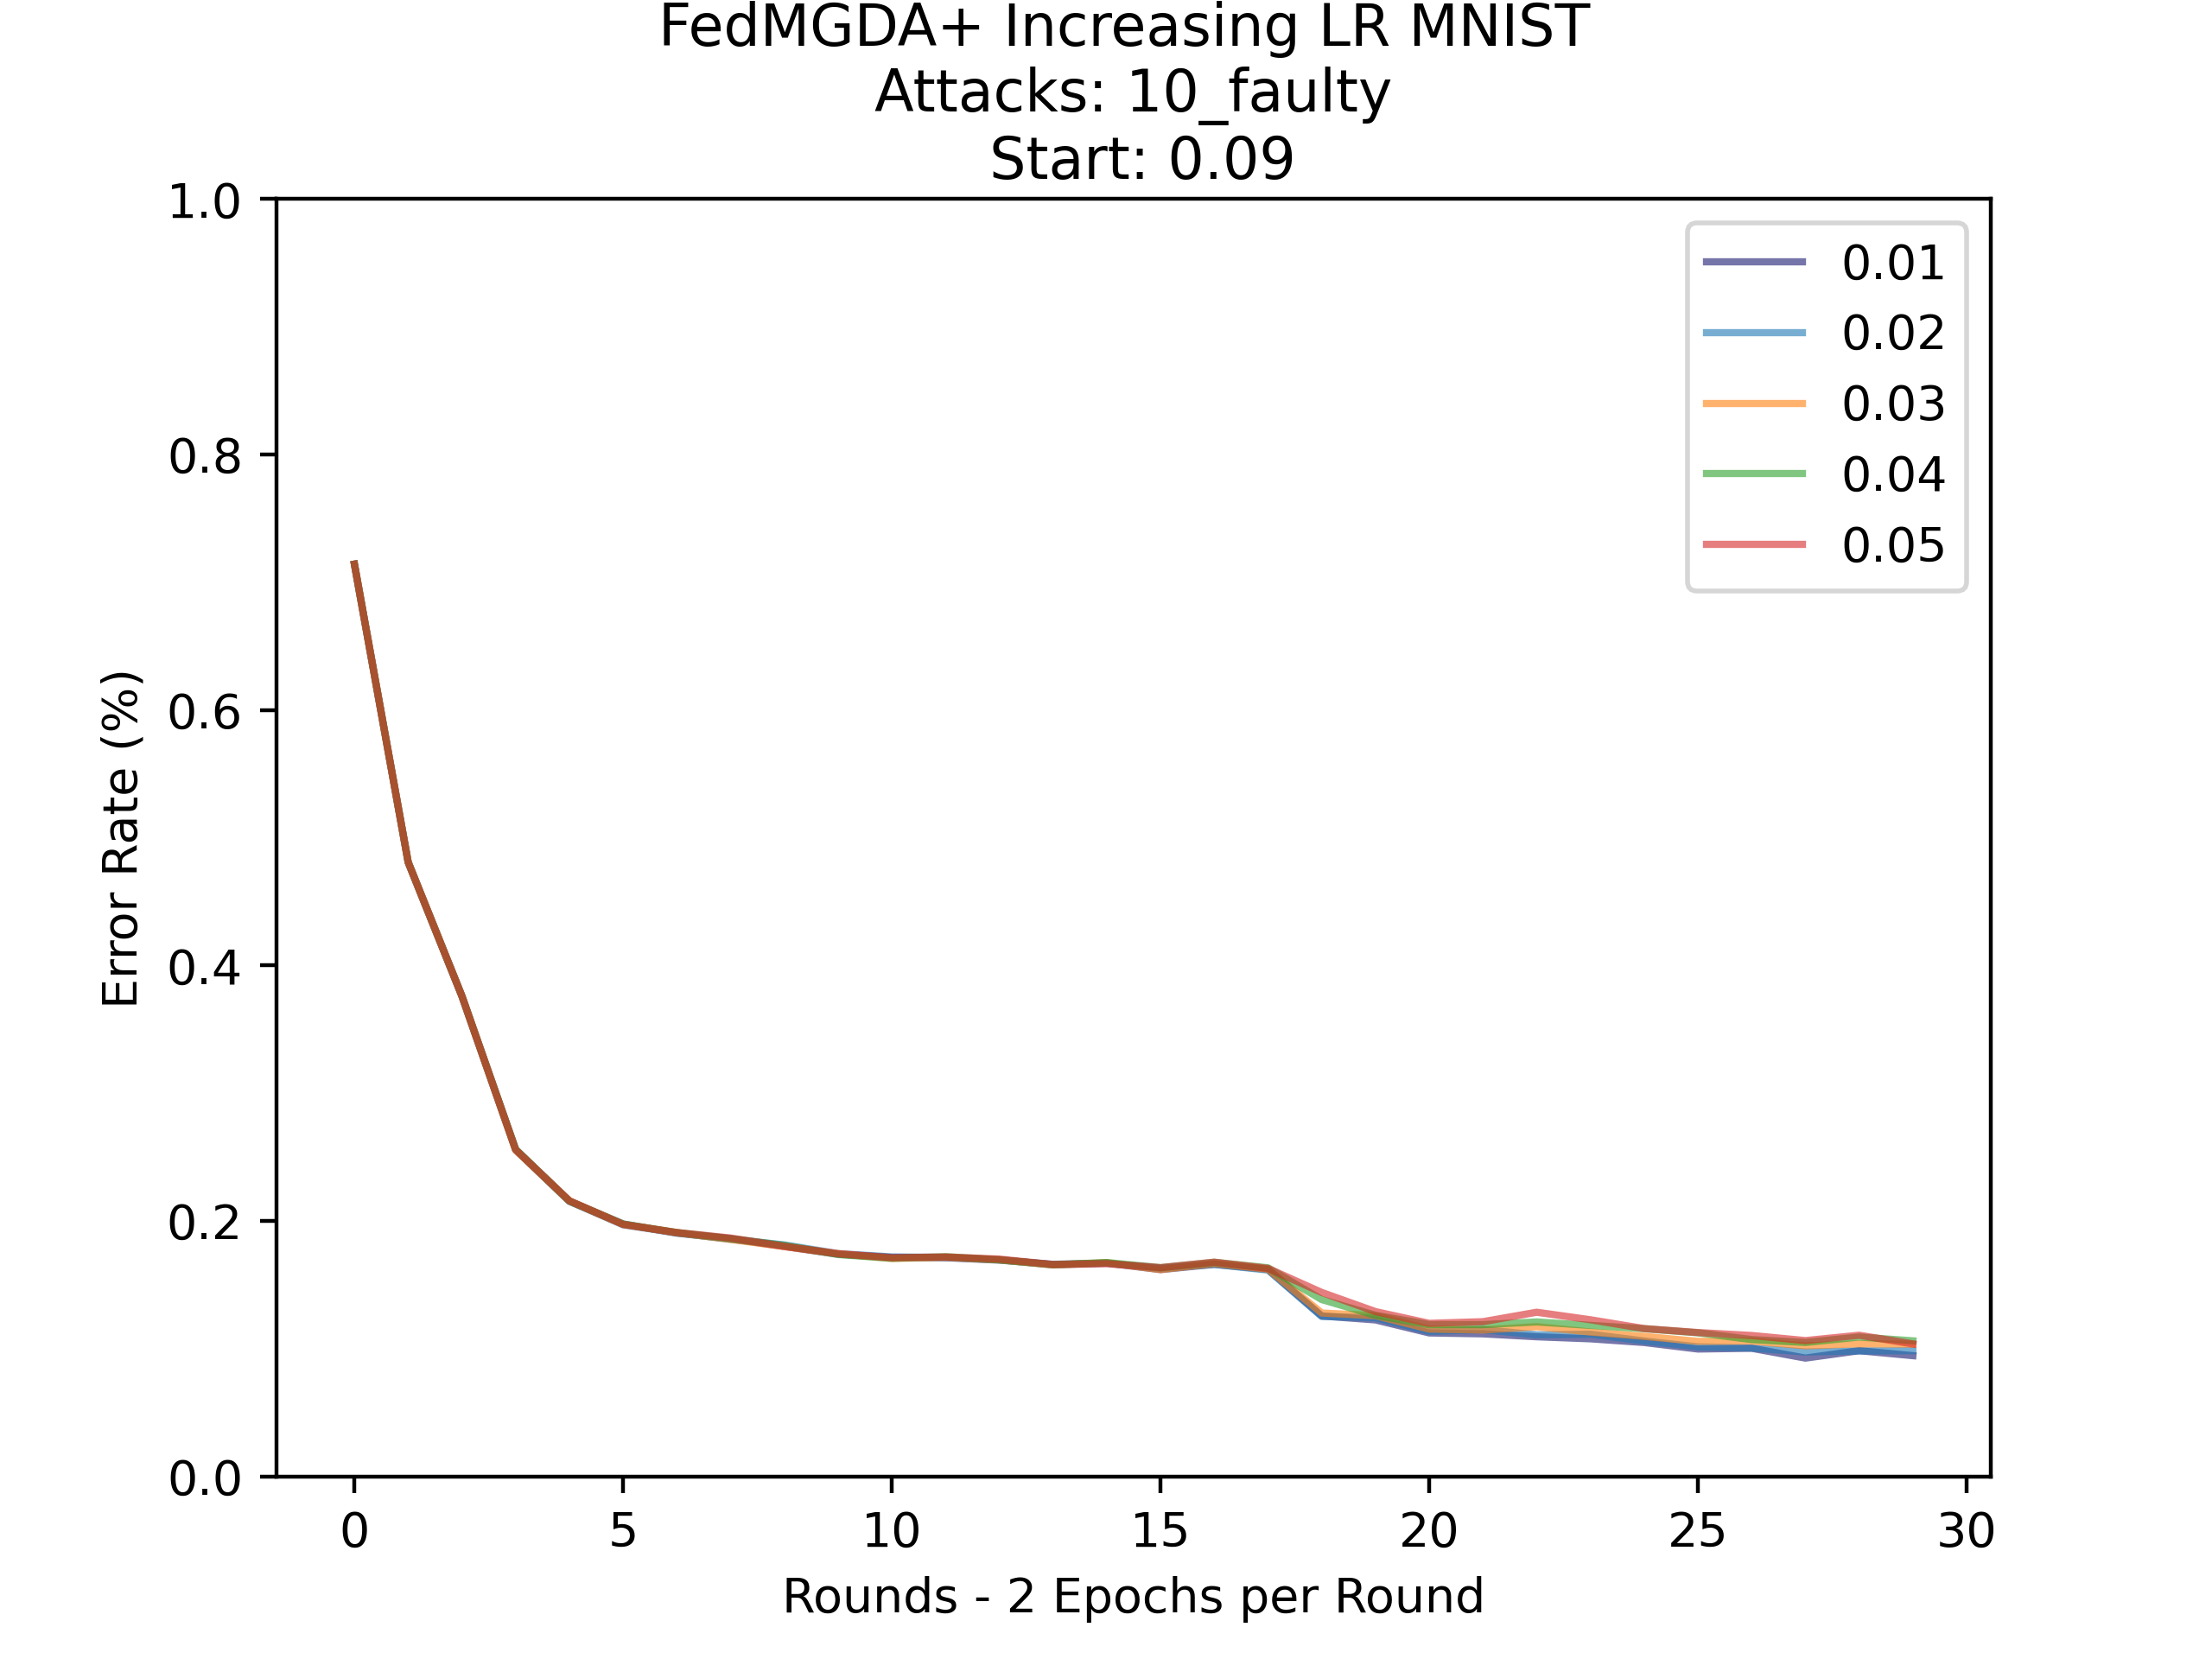 FedMGDA+ Increasing LR MNIST
Attacks: 10_faulty
Start: 0.09
1.0
0.8
0.6
0.4
0.2
0.0
Error Rate (%)
0.01
0.02
0.03
0.04
0.05
0 5 10 15 20 25 30
Rounds - 2 Epochs per Round